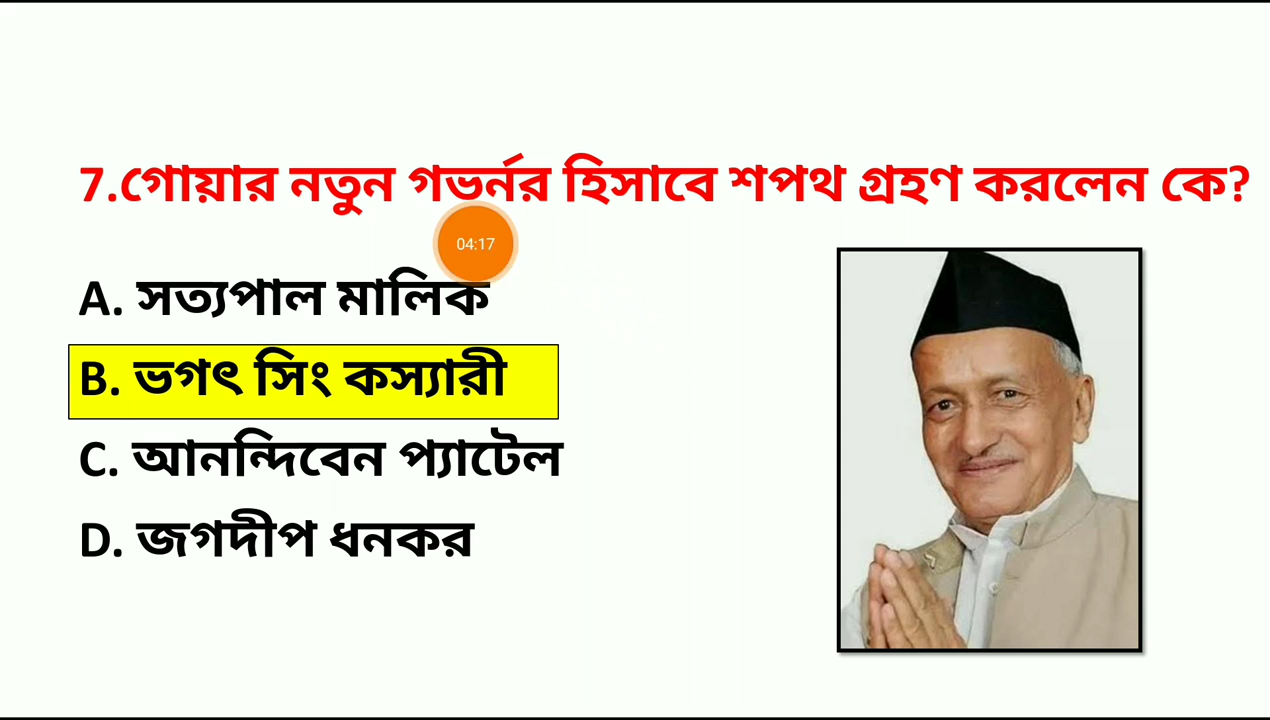 7.গোয়ার নতুন গভর্নর হিসাবে শপথ গ্রহণ করলেন কে?
04:17
A. সত্যপাল মালিক
B. ভগৎ সিং কস্যারী
C. আনন্দিবেন প্যাটেল
D. জগদীপ ধনকর